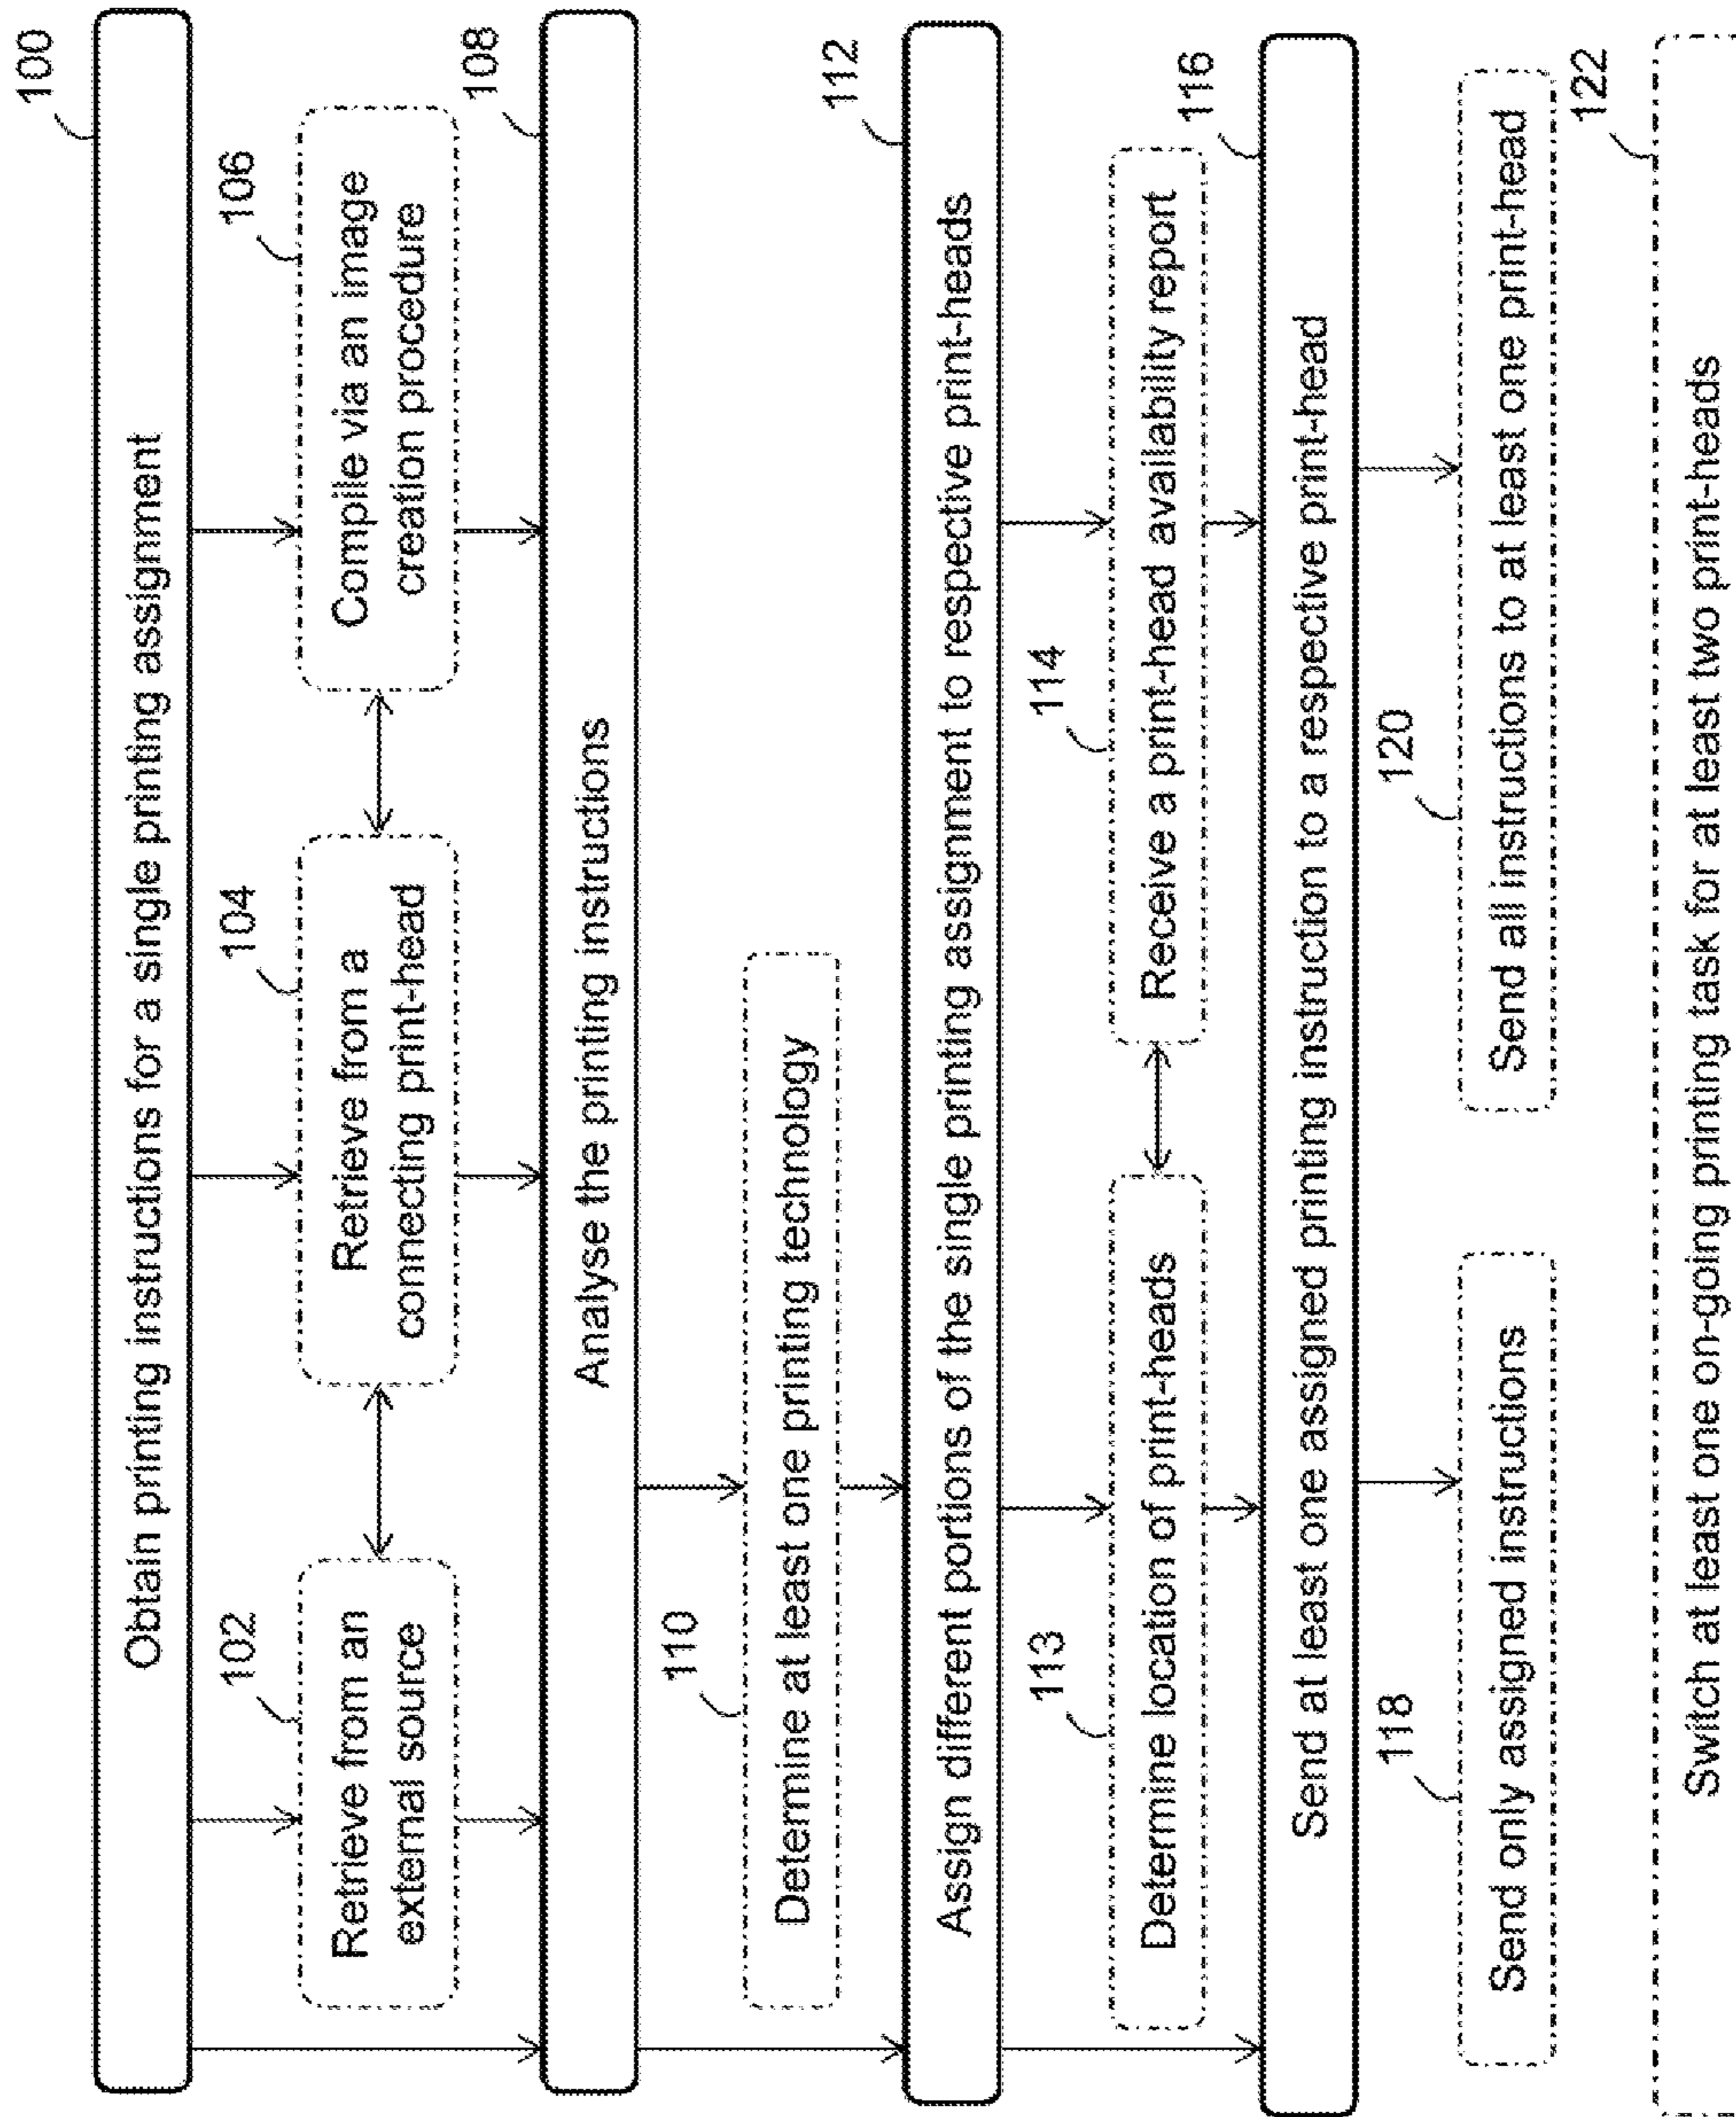 100
Obtain printing instructions for a single printing assignment
102
104
106
Retrieve from an
external source
Retrieve from a
connecting print-head
Compile via an image
creation procedure
108
Analyse the printing instructions
110
Determine at least one printing technology
112
Assign different portions of the single printing assignment to respective print-heads
113
114
Determine location of print-heads
Receive a print-head availability report
116
Send at least one assigned printing instruction to a respective print-head
118
120
Send only assigned instructions
Send all instructions to at least one print-head
122
Switch at least one on-going printing task for at least two print-heads